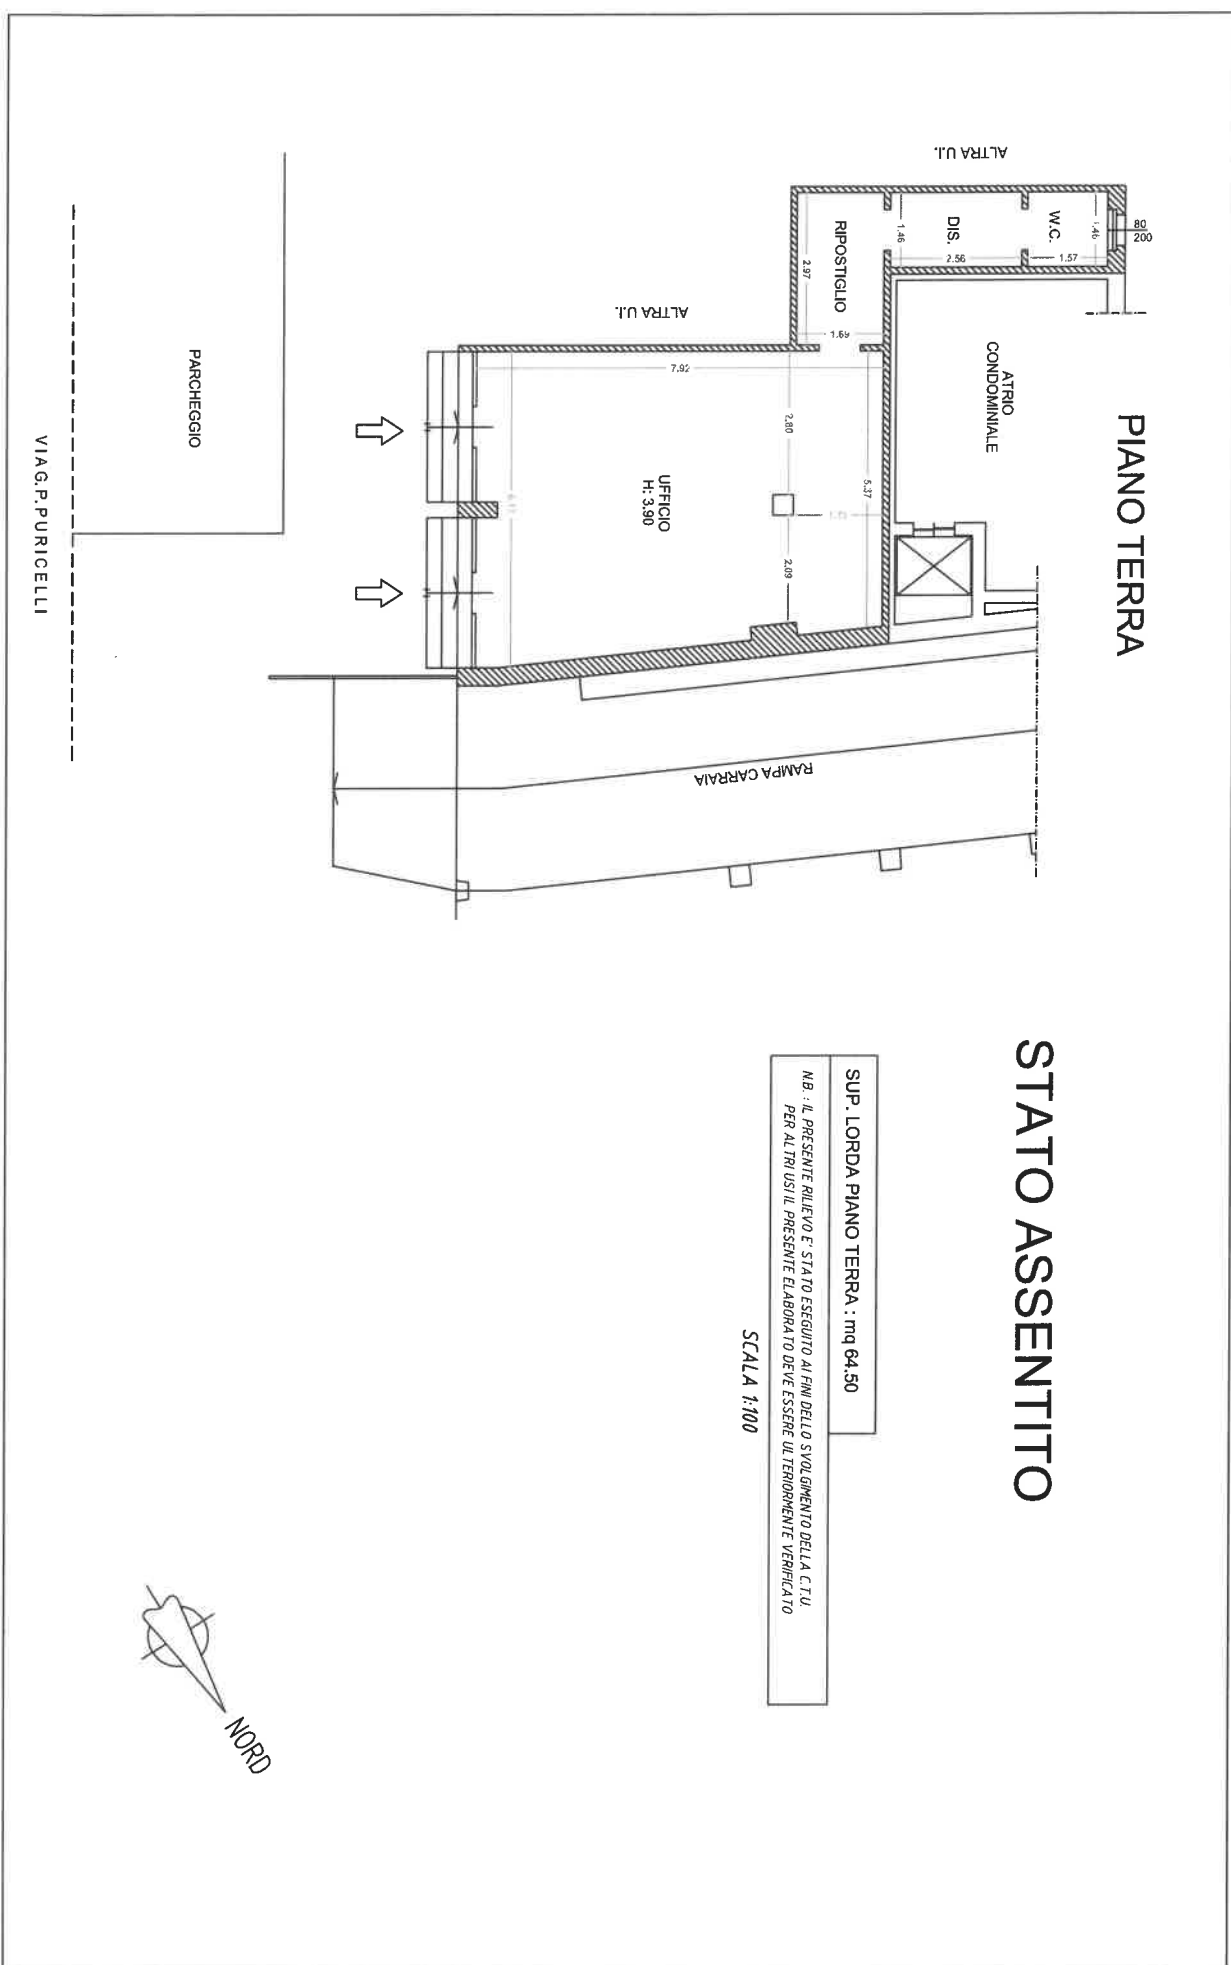 PIANO TERRA
STATO ASSENTITO
ALTRA U.I.
80
200
W.C.
1.46
1.57
DIS.
1.46
2.56
RIPOSTIGLIO
2.97
1.69
ATRIO
CONDOMINIALE
ALTRA U.I.
7.92
2.80
5.37
2.09
UFFICIO
H: 3.90
RAMPA CARRAIA
PARCHEGGIO
VIA G.P.PURICELLI
SUP. LORDA PIANO TERRA : mq 64.50
N.B. : IL PRESENTE RILIEVO E' STATO ESEGUITO AI FINI DELLO SVOLGIMENTO DELLA C.T.U.
PER ALTRI USI IL PRESENTE ELABORATO DEVE ESSERE ULTERIORMENTE VERIFICATO
SCALA 1:100
NORD